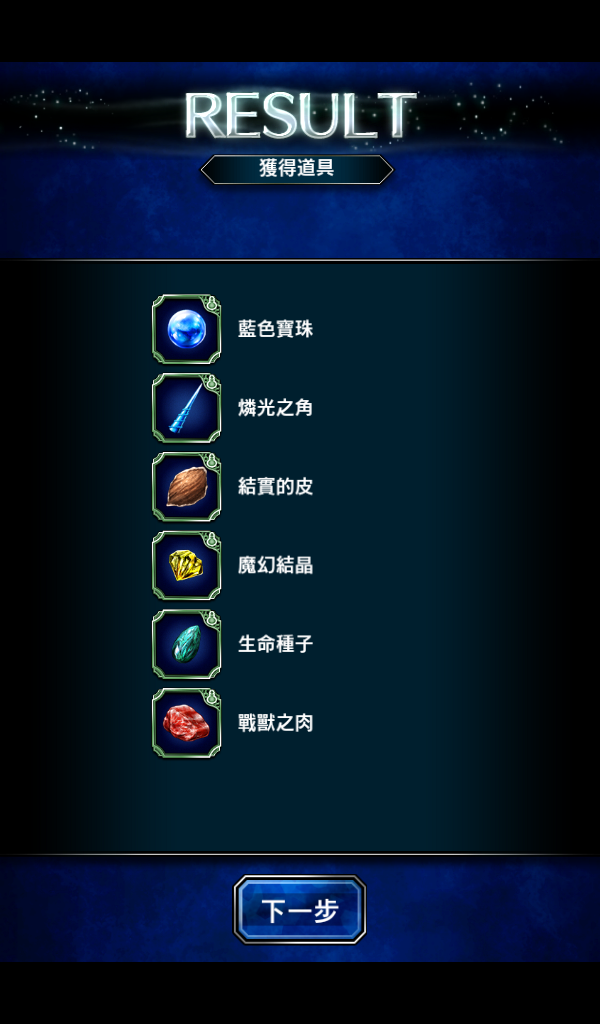 RESULT
獲得道具
藍色寶珠
燐光之角
結實的皮
魔幻結晶
生命種子
戰獸之肉
下一步